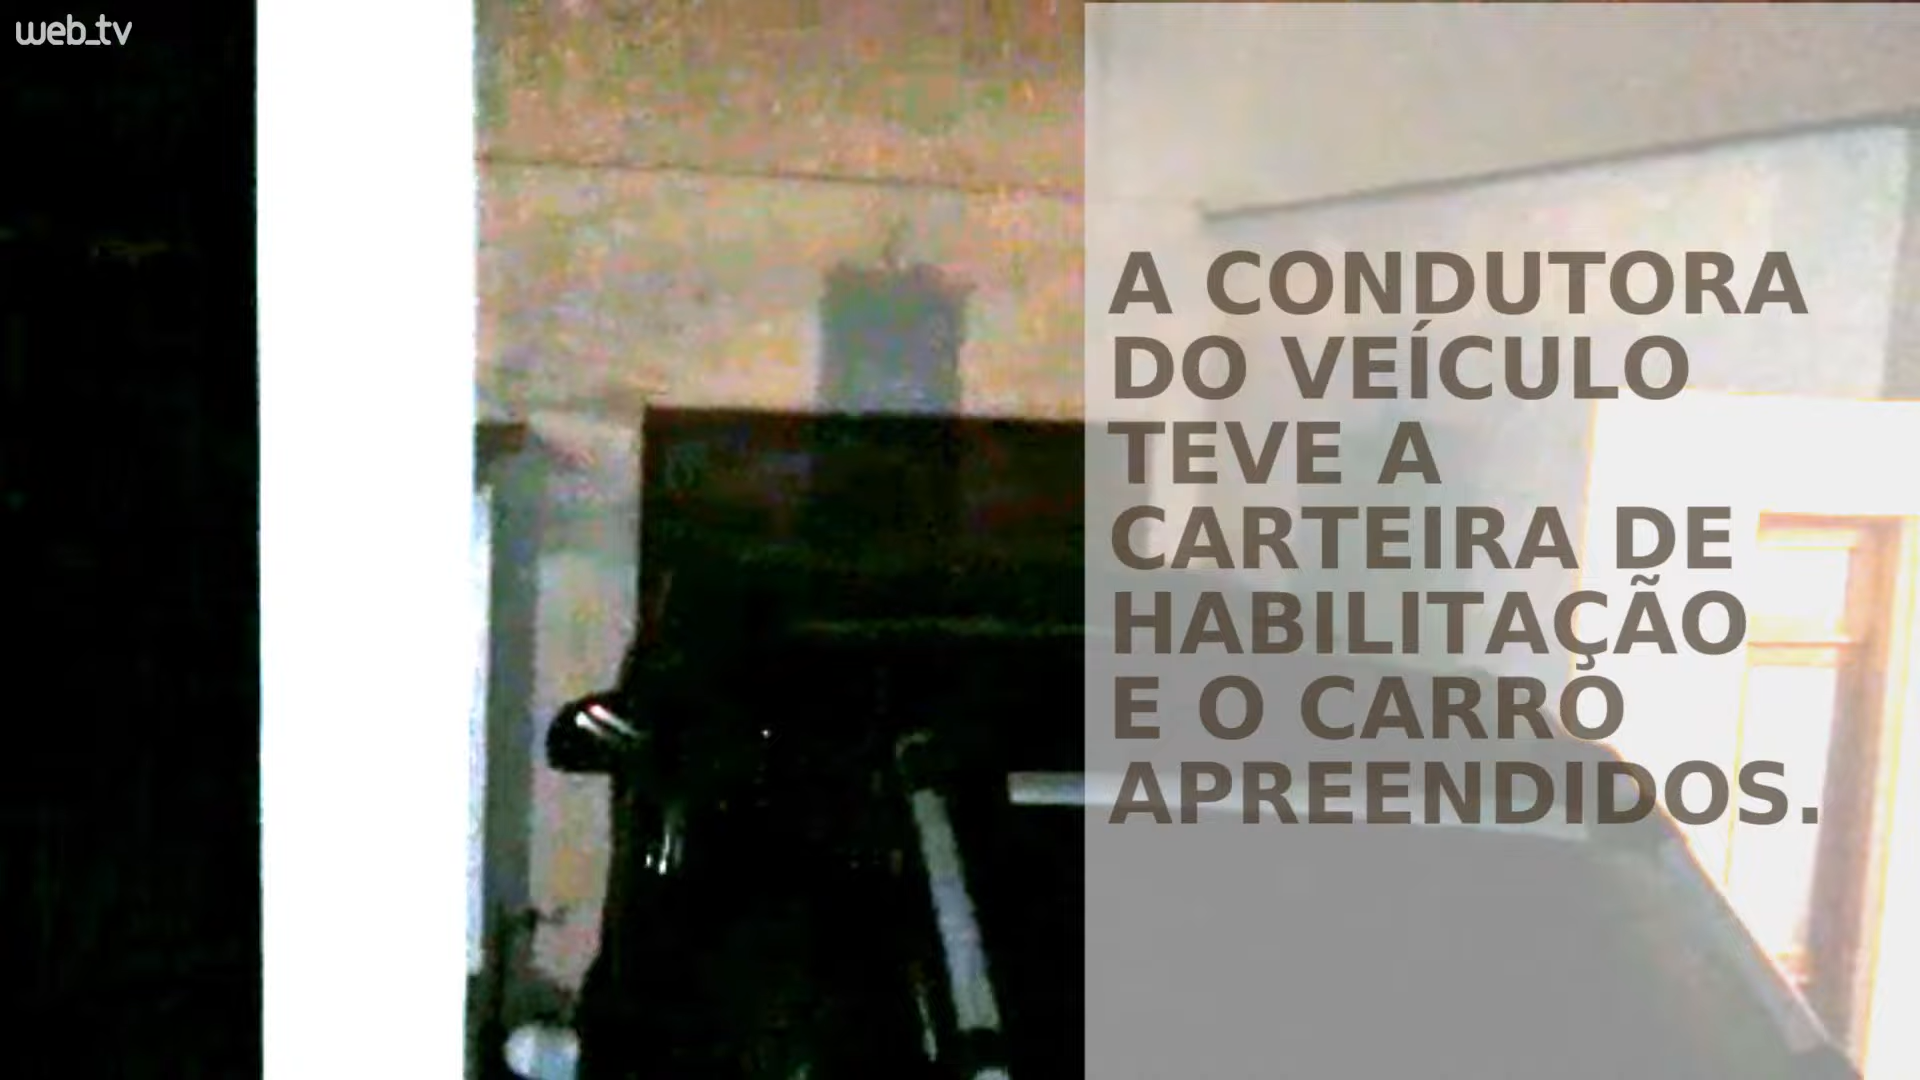 web_tv
A CONDUTORA
DO VEÍCULO
TEVE A
CARTEIRA DE
HABILITAÇÃO
E O CARRO
APREENDIDOS.